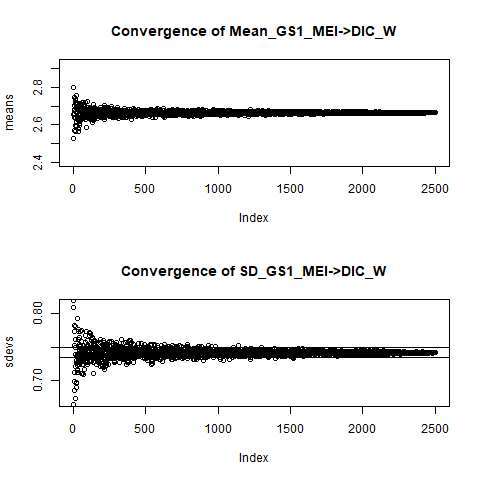 Convergence of Mean_GS1_MEI->DIC_W
means
2.8
2.6
2.4
0 500 1000 1500 2000 2500
Index
Convergence of SD_GS1_MEI->DIC_W
sdevs
0.80
0.70
0 500 1000 1500 2000 2500
Index